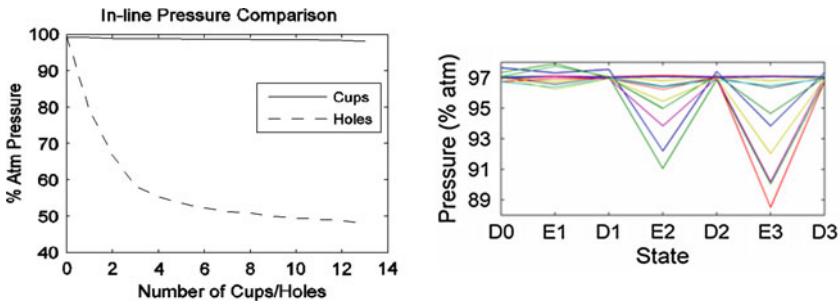 In-line Pressure Comparison
% Atm Pressure
100
90
80
70
60
50
40
Cups
Holes
0 2 4 6 8 10 12 14
Number of Cups/Holes
Pressure (% atm)
97
95
93
91
89
D0 E1 D1 E2 D2 E3 D3
State